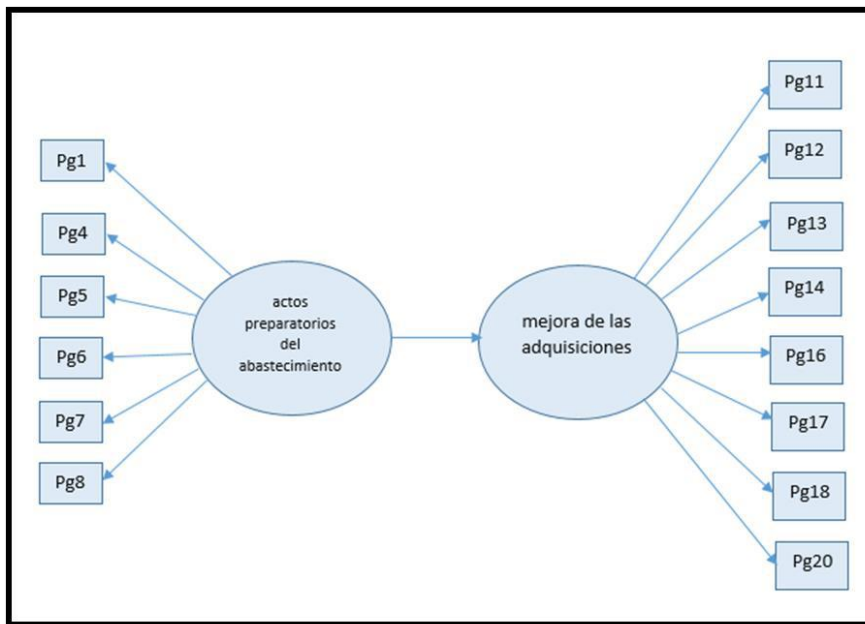 Pg1
Pg4
Pg5
Pg6
Pg7
Pg8
actos
preparatorios
del
abastecimiento
mejora de las
adquisiciones
Pg11
Pg12
Pg13
Pg14
Pg16
Pg17
Pg18
Pg20